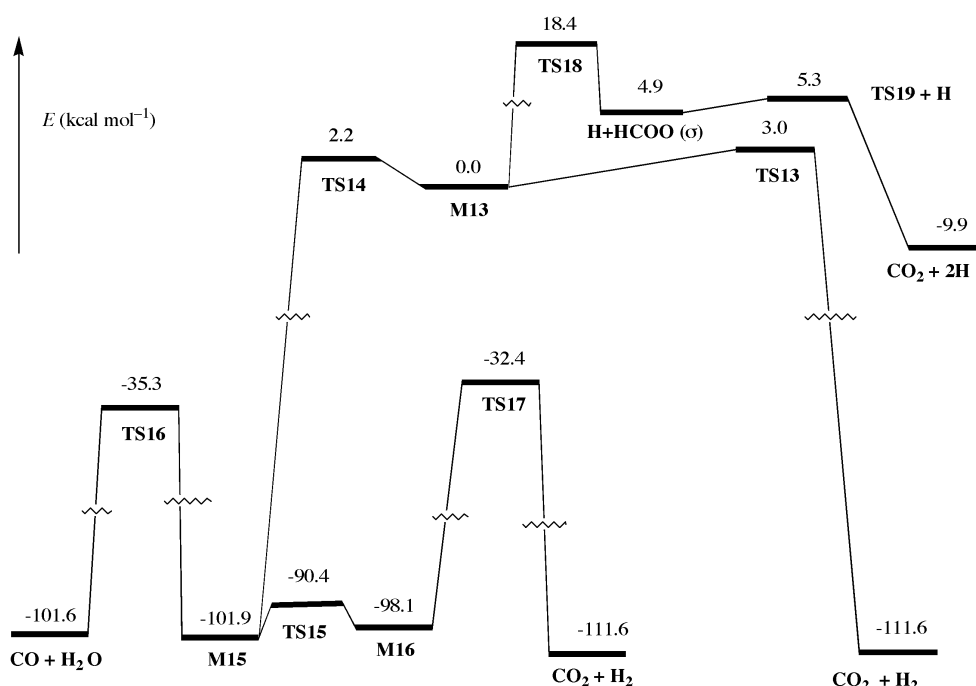 18.4
TS18
4.9
5.3
TS19 + H
H+HCOO (σ)
E (kcal mol⁻¹)
2.2
TS14
0.0
M13
3.0
TS13
-9.9
CO₂ + 2H
-35.3
TS16
-32.4
TS17
-101.6
CO + H₂ O
-101.9
M15
-90.4
TS15
-98.1
M16
-111.6
CO₂ + H₂
-111.6
CO₂ + H₂